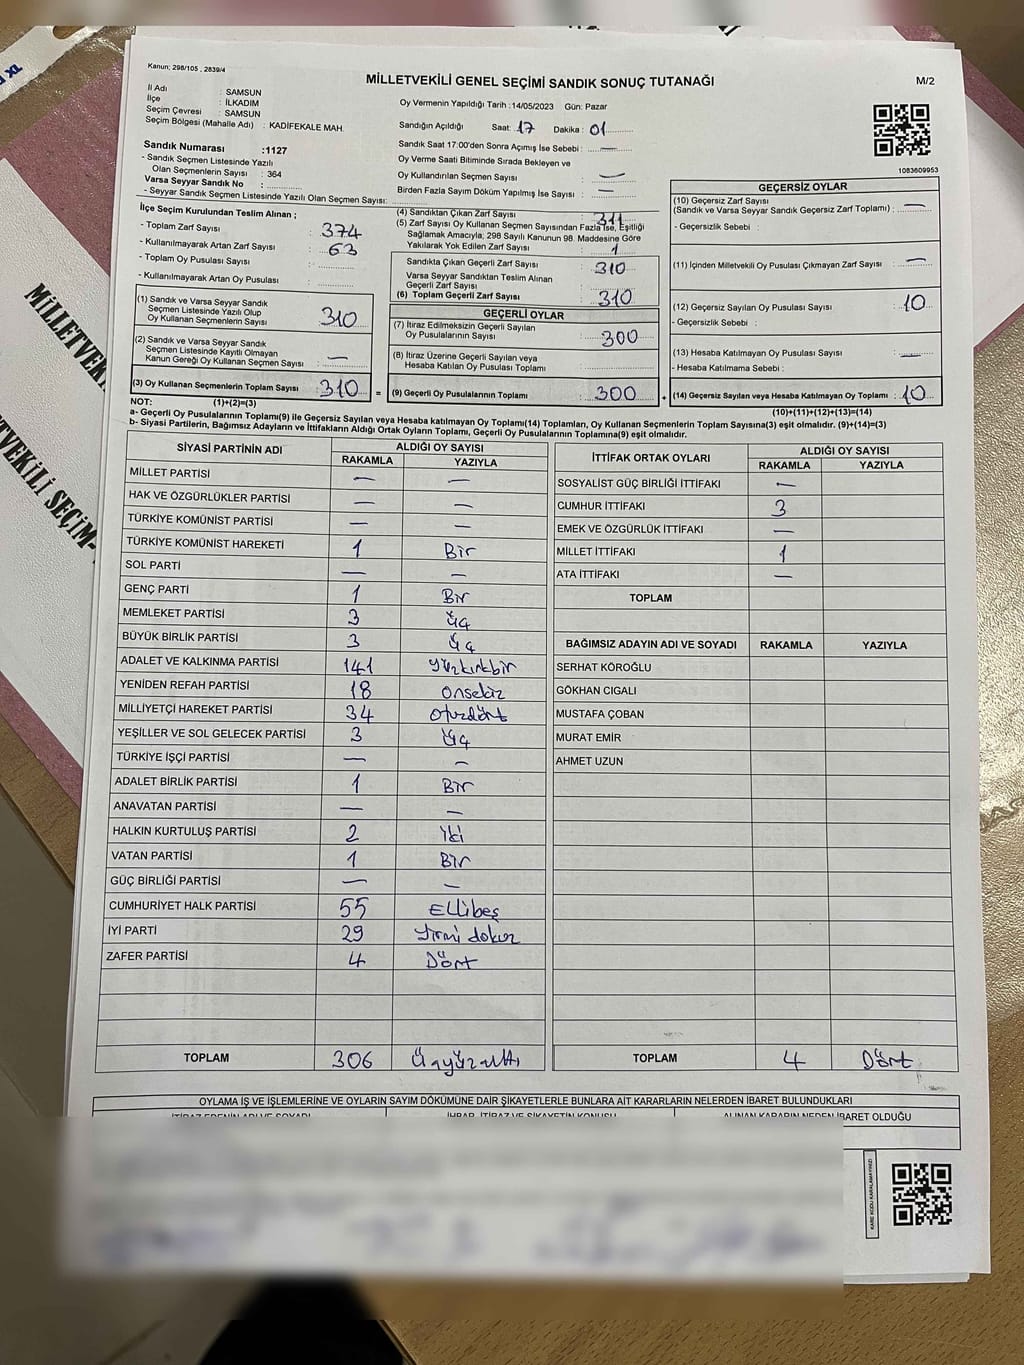 Kanun; 298/105 , 2839/4
MİLLETVEKİLİ GENEL SEÇİMİ SANDIK SONUÇ TUTANAĞI
M/2
İl Adı : SAMSUN
İlçe : İLKADIM
Seçim Çevresi : SAMSUN
Seçim Bölgesi (Mahalle Adı) : KADİFEKALE MAH.
Oy Vermenin Yapıldığı Tarih :14/05/2023 Gün: Pazar
Sandığın Açıldığı Saat: 17 Dakika : 01
Sandık Saat 17:00'den Sonra Açımış İse Sebebi : —
Oy Verme Saati Bitiminde Sırada Bekleyen ve
Oy Kullandırılan Seçmen Sayısı —
Birden Fazla Sayım Döküm Yapılmış İse Sayısı : —
1083609953
Sandık Numarası :1127
- Sandık Seçmen Listesinde Yazılı
Olan Seçmenlerin Sayısı : 364
Varsa Seyyar Sandık No :
- Seyyar Sandık Seçmen Listesinde Yazılı Olan Seçmen Sayısı:
İlçe Seçim Kurulundan Teslim Alınan ;
- Toplam Zarf Sayısı : 374
- Kullanılmayarak Artan Zarf Sayısı : 63
- Toplam Oy Pusulası Sayısı :
- Kullanılmayarak Artan Oy Pusulası :
(1) Sandık ve Varsa Seyyar Sandık
Seçmen Listesinde Yazılı Olup
Oy Kullanan Seçmenlerin Sayısı : 310
(2) Sandık ve Varsa Seyyar Sandık
Seçmen Listesinde Kayıtlı Olmayan
Kanun Gereği Oy Kullanan Seçmen Sayısı : —
(3) Oy Kullanan Seçmenlerin Toplam Sayısı : 310 =
(4) Sandıktan Çıkan Zarf Sayısı : 311
(5) Zarf Sayısı Oy Kullanan Seçmen Sayısından Fazla İse, Eşitliği
Sağlamak Amacıyla; 298 Sayılı Kanunun 98. Maddesine Göre
Yakılarak Yok Edilen Zarf Sayısı : 1
Sandıkta Çıkan Geçerli Zarf Sayısı : 310
Varsa Seyyar Sandıktan Teslim Alınan
Geçerli Zarf Sayısı :
(6) Toplam Geçerli Zarf Sayısı : 310
GEÇERLİ OYLAR
(7) İtiraz Edilmeksizin Geçerli Sayılan
Oy Pusulalarının Sayısı : 300
(8) İtiraz Üzerine Geçerli Sayılan veya
Hesaba Katılan Oy Pusulası Toplamı :
(9) Geçerli Oy Pusulalarının Toplamı : 300 +
GEÇERSİZ OYLAR
(10) Geçersiz Zarf Sayısı
(Sandık ve Varsa Seyyar Sandık Geçersiz Zarf Toplamı) : —
- Geçersizlik Sebebi :
(11) İçinden Milletvekili Oy Pusulası Çıkmayan Zarf Sayısı : —
(12) Geçersiz Sayılan Oy Pusulası Sayısı : 10
- Geçersizlik Sebebi :
(13) Hesaba Katılmayan Oy Pusulası Sayısı : —
- Hesaba Katılmama Sebebi :
(14) Geçersiz Sayılan veya Hesaba Katılmayan Oy Toplamı : 10
NOT: (1)+(2)=(3) (10)+(11)+(12)+(13)=(14)
a- Geçerli Oy Pusulalarının Toplamı(9) ile Geçersiz Sayılan veya Hesaba katılmayan Oy Toplamı(14) Toplamları, Oy Kullanan Seçmenlerin Toplam Sayısına(3) eşit olmalıdır. (9)+(14)=(3)
b- Siyasi Partilerin, Bağımsız Adayların ve İttifakların Aldığı Ortak Oyların Toplamı, Geçerli Oy Pusulalarının Toplamına(9) eşit olmalıdır.
SİYASİ PARTİNİN ADI ALDIĞI OY SAYISI
RAKAMLA YAZIYLA
MİLLET PARTİSİ — —
HAK VE ÖZGÜRLÜKLER PARTİSİ — —
TÜRKİYE KOMÜNİST PARTİSİ — —
TÜRKİYE KOMÜNİST HAREKETİ 1 Bir
SOL PARTİ — —
GENÇ PARTİ 1 Bir
MEMLEKET PARTİSİ 3 Üç
BÜYÜK BİRLİK PARTİSİ 3 Üç
ADALET VE KALKINMA PARTİSİ 141 Yüzkırkbir
YENİDEN REFAH PARTİSİ 18 Onsekiz
MİLLİYETÇİ HAREKET PARTİSİ 34 Otuzdört
YEŞİLLER VE SOL GELECEK PARTİSİ 3 Üç
TÜRKİYE İŞÇİ PARTİSİ — —
ADALET BİRLİK PARTİSİ 1 Bir
ANAVATAN PARTİSİ — —
HALKIN KURTULUŞ PARTİSİ 2 İki
VATAN PARTİSİ 1 Bir
GÜÇ BİRLİĞİ PARTİSİ — —
CUMHURİYET HALK PARTİSİ 55 Ellibeş
İYİ PARTİ 29 Yirmi dokuz
ZAFER PARTİSİ 4 Dört
TOPLAM 306 Üçyüzaltı
İTTİFAK ORTAK OYLARI ALDIĞI OY SAYISI
RAKAMLA YAZIYLA
SOSYALİST GÜÇ BİRLİĞİ İTTİFAKI —
CUMHUR İTTİFAKI 3
EMEK VE ÖZGÜRLÜK İTTİFAKI —
MİLLET İTTİFAKI 1
ATA İTTİFAKI —
TOPLAM
BAĞIMSIZ ADAYIN ADI VE SOYADI RAKAMLA YAZIYLA
SERHAT KÖROĞLU
GÖKHAN CIGALI
MUSTAFA ÇOBAN
MURAT EMİR
AHMET UZUN
TOPLAM 4 Dört
OYLAMA İŞ VE İŞLEMLERİNE VE OYLARIN SAYIM DÖKÜMÜNE DAİR ŞİKAYETLERLE BUNLARA AİT KARARLARIN NELERDEN İBARET BULUNDUKLARI
İTİRAZ EDENİN ADI VE SOYADI İHBAR, İTİRAZ VE ŞİKAYETİN KONUSU ALINAN KARARIN NEDEN İBARET OLDUĞU
KARE KODU KARALAMAYINIZ!